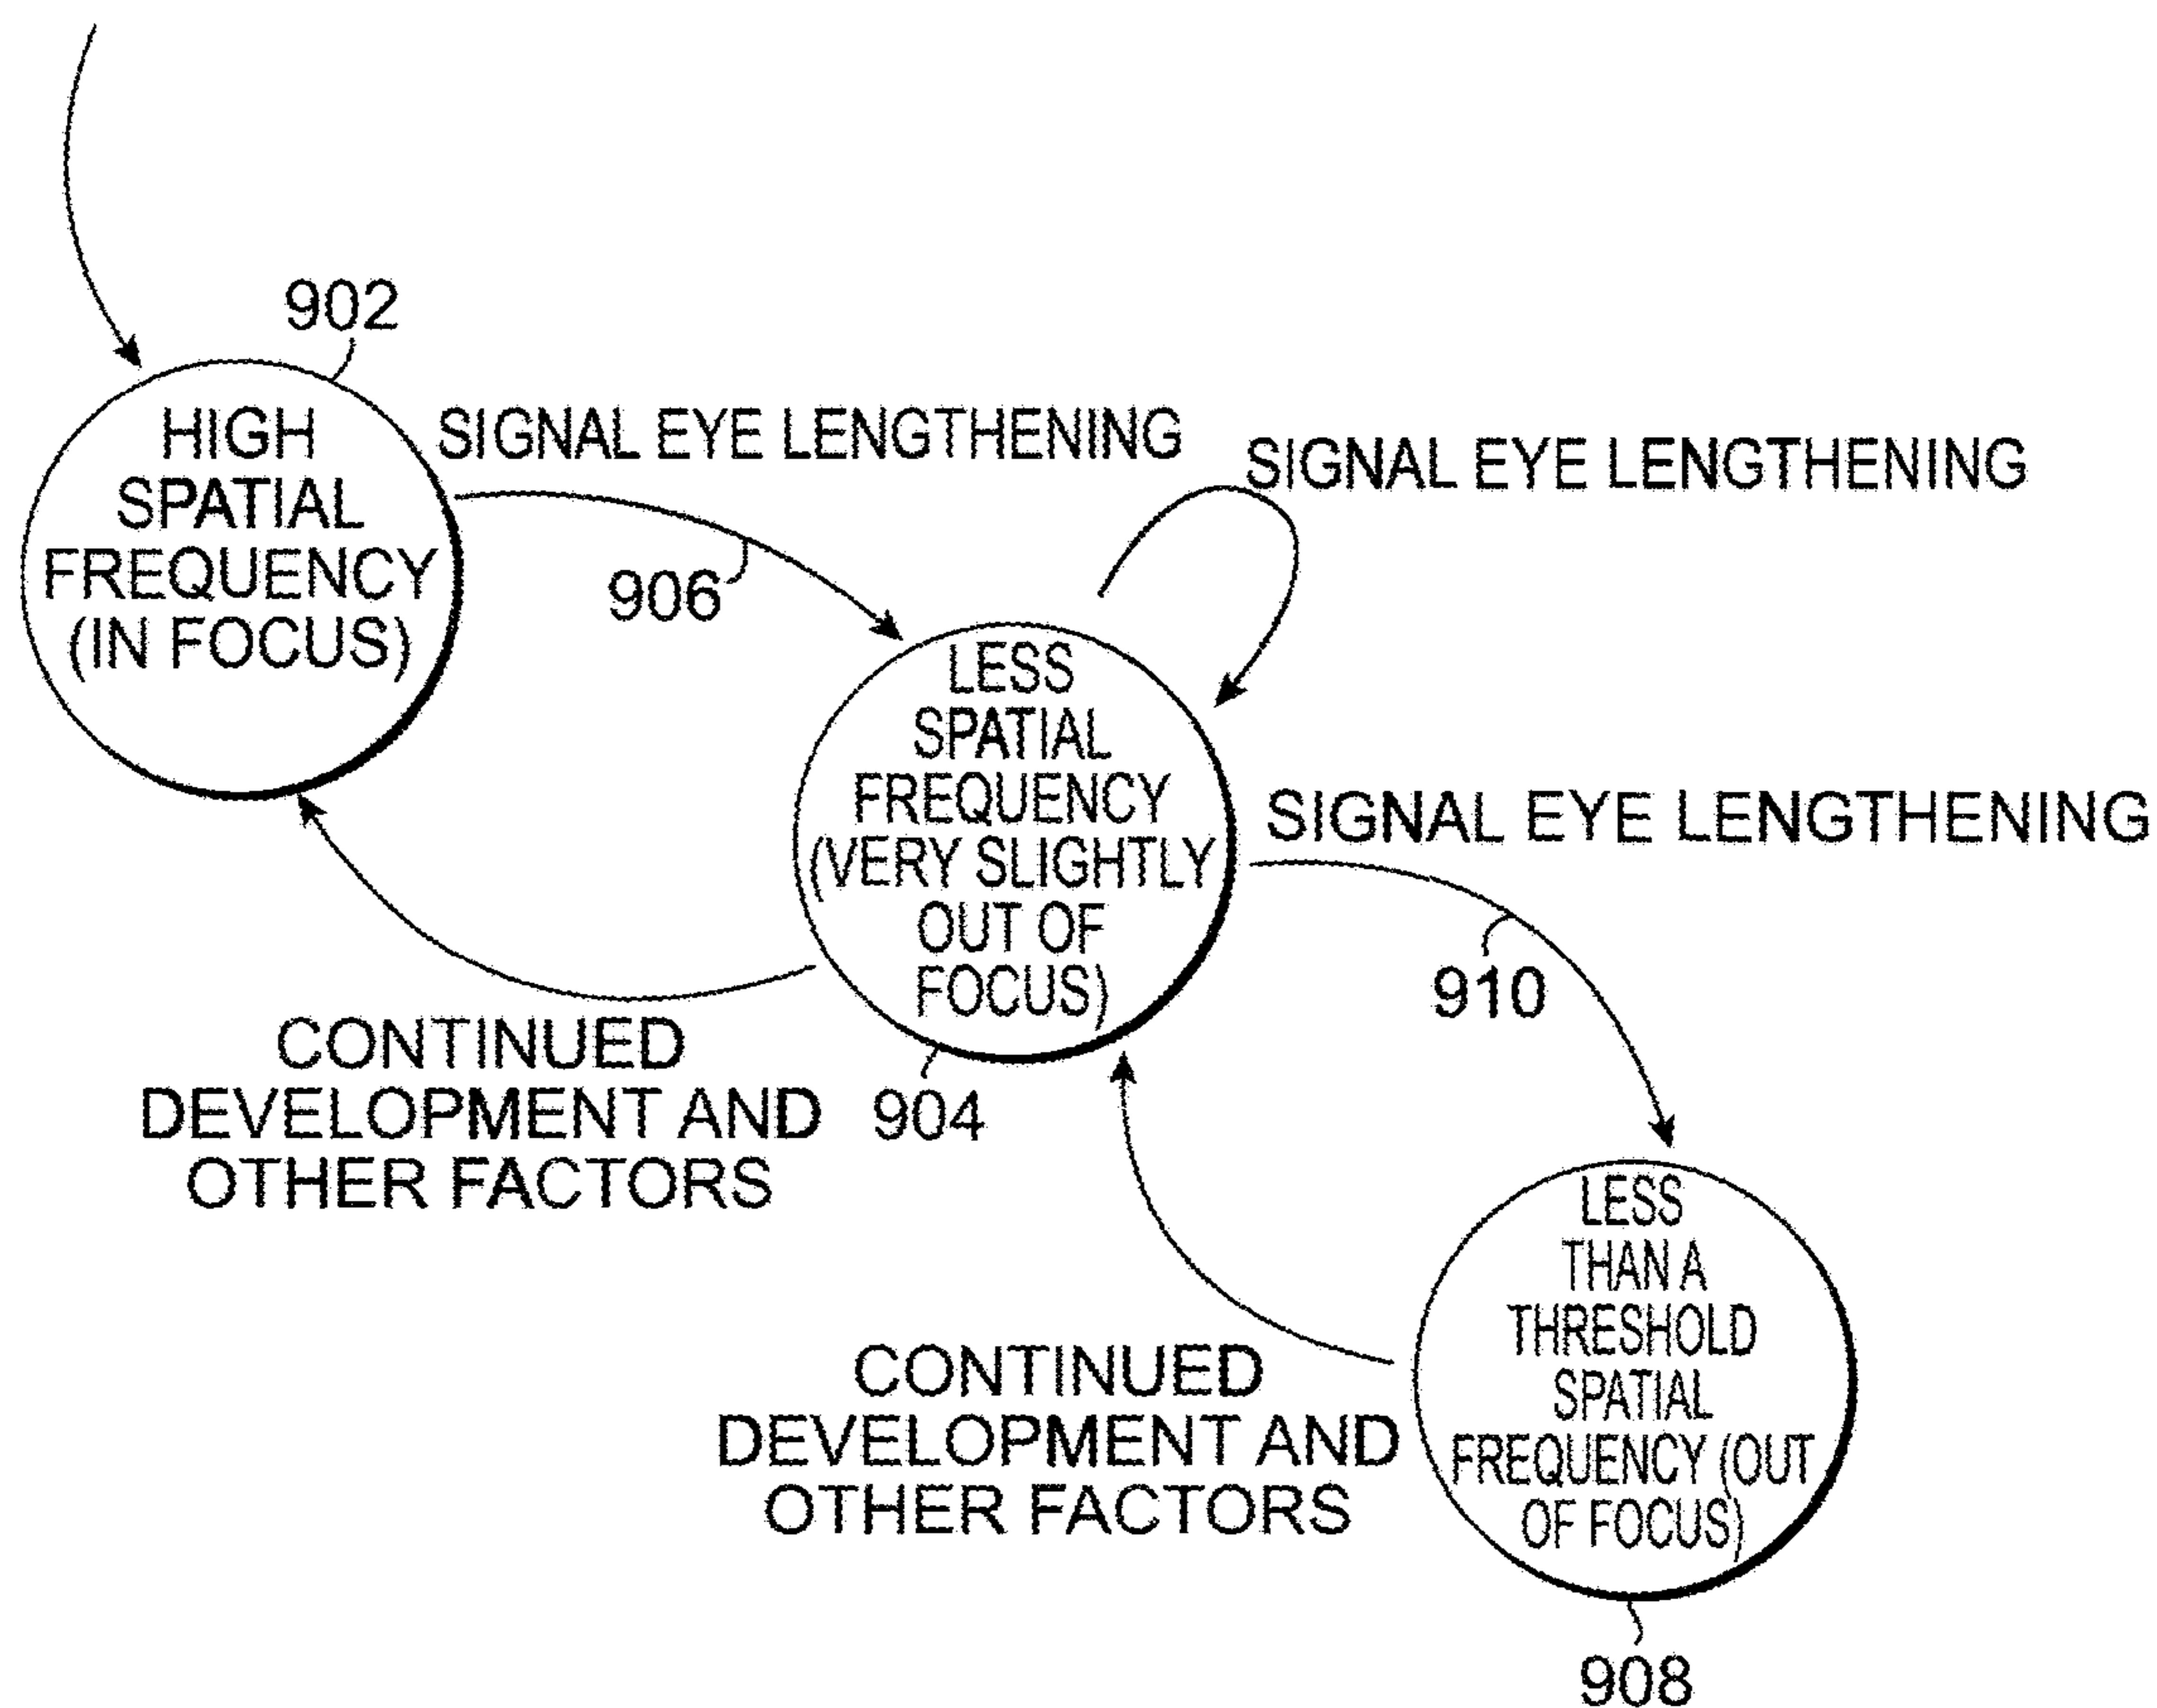 902
HIGH
SPATIAL
FREQUENCY
(IN FOCUS)
SIGNAL EYE LENGTHENING
906
SIGNAL EYE LENGTHENING
LESS
SPATIAL
FREQUENCY
(VERY SLIGHTLY
OUT OF
FOCUS)
904
SIGNAL EYE LENGTHENING
910
CONTINUED
DEVELOPMENT AND
OTHER FACTORS
LESS
THAN A
THRESHOLD
SPATIAL
FREQUENCY (OUT
OF FOCUS)
908
CONTINUED
DEVELOPMENT AND
OTHER FACTORS